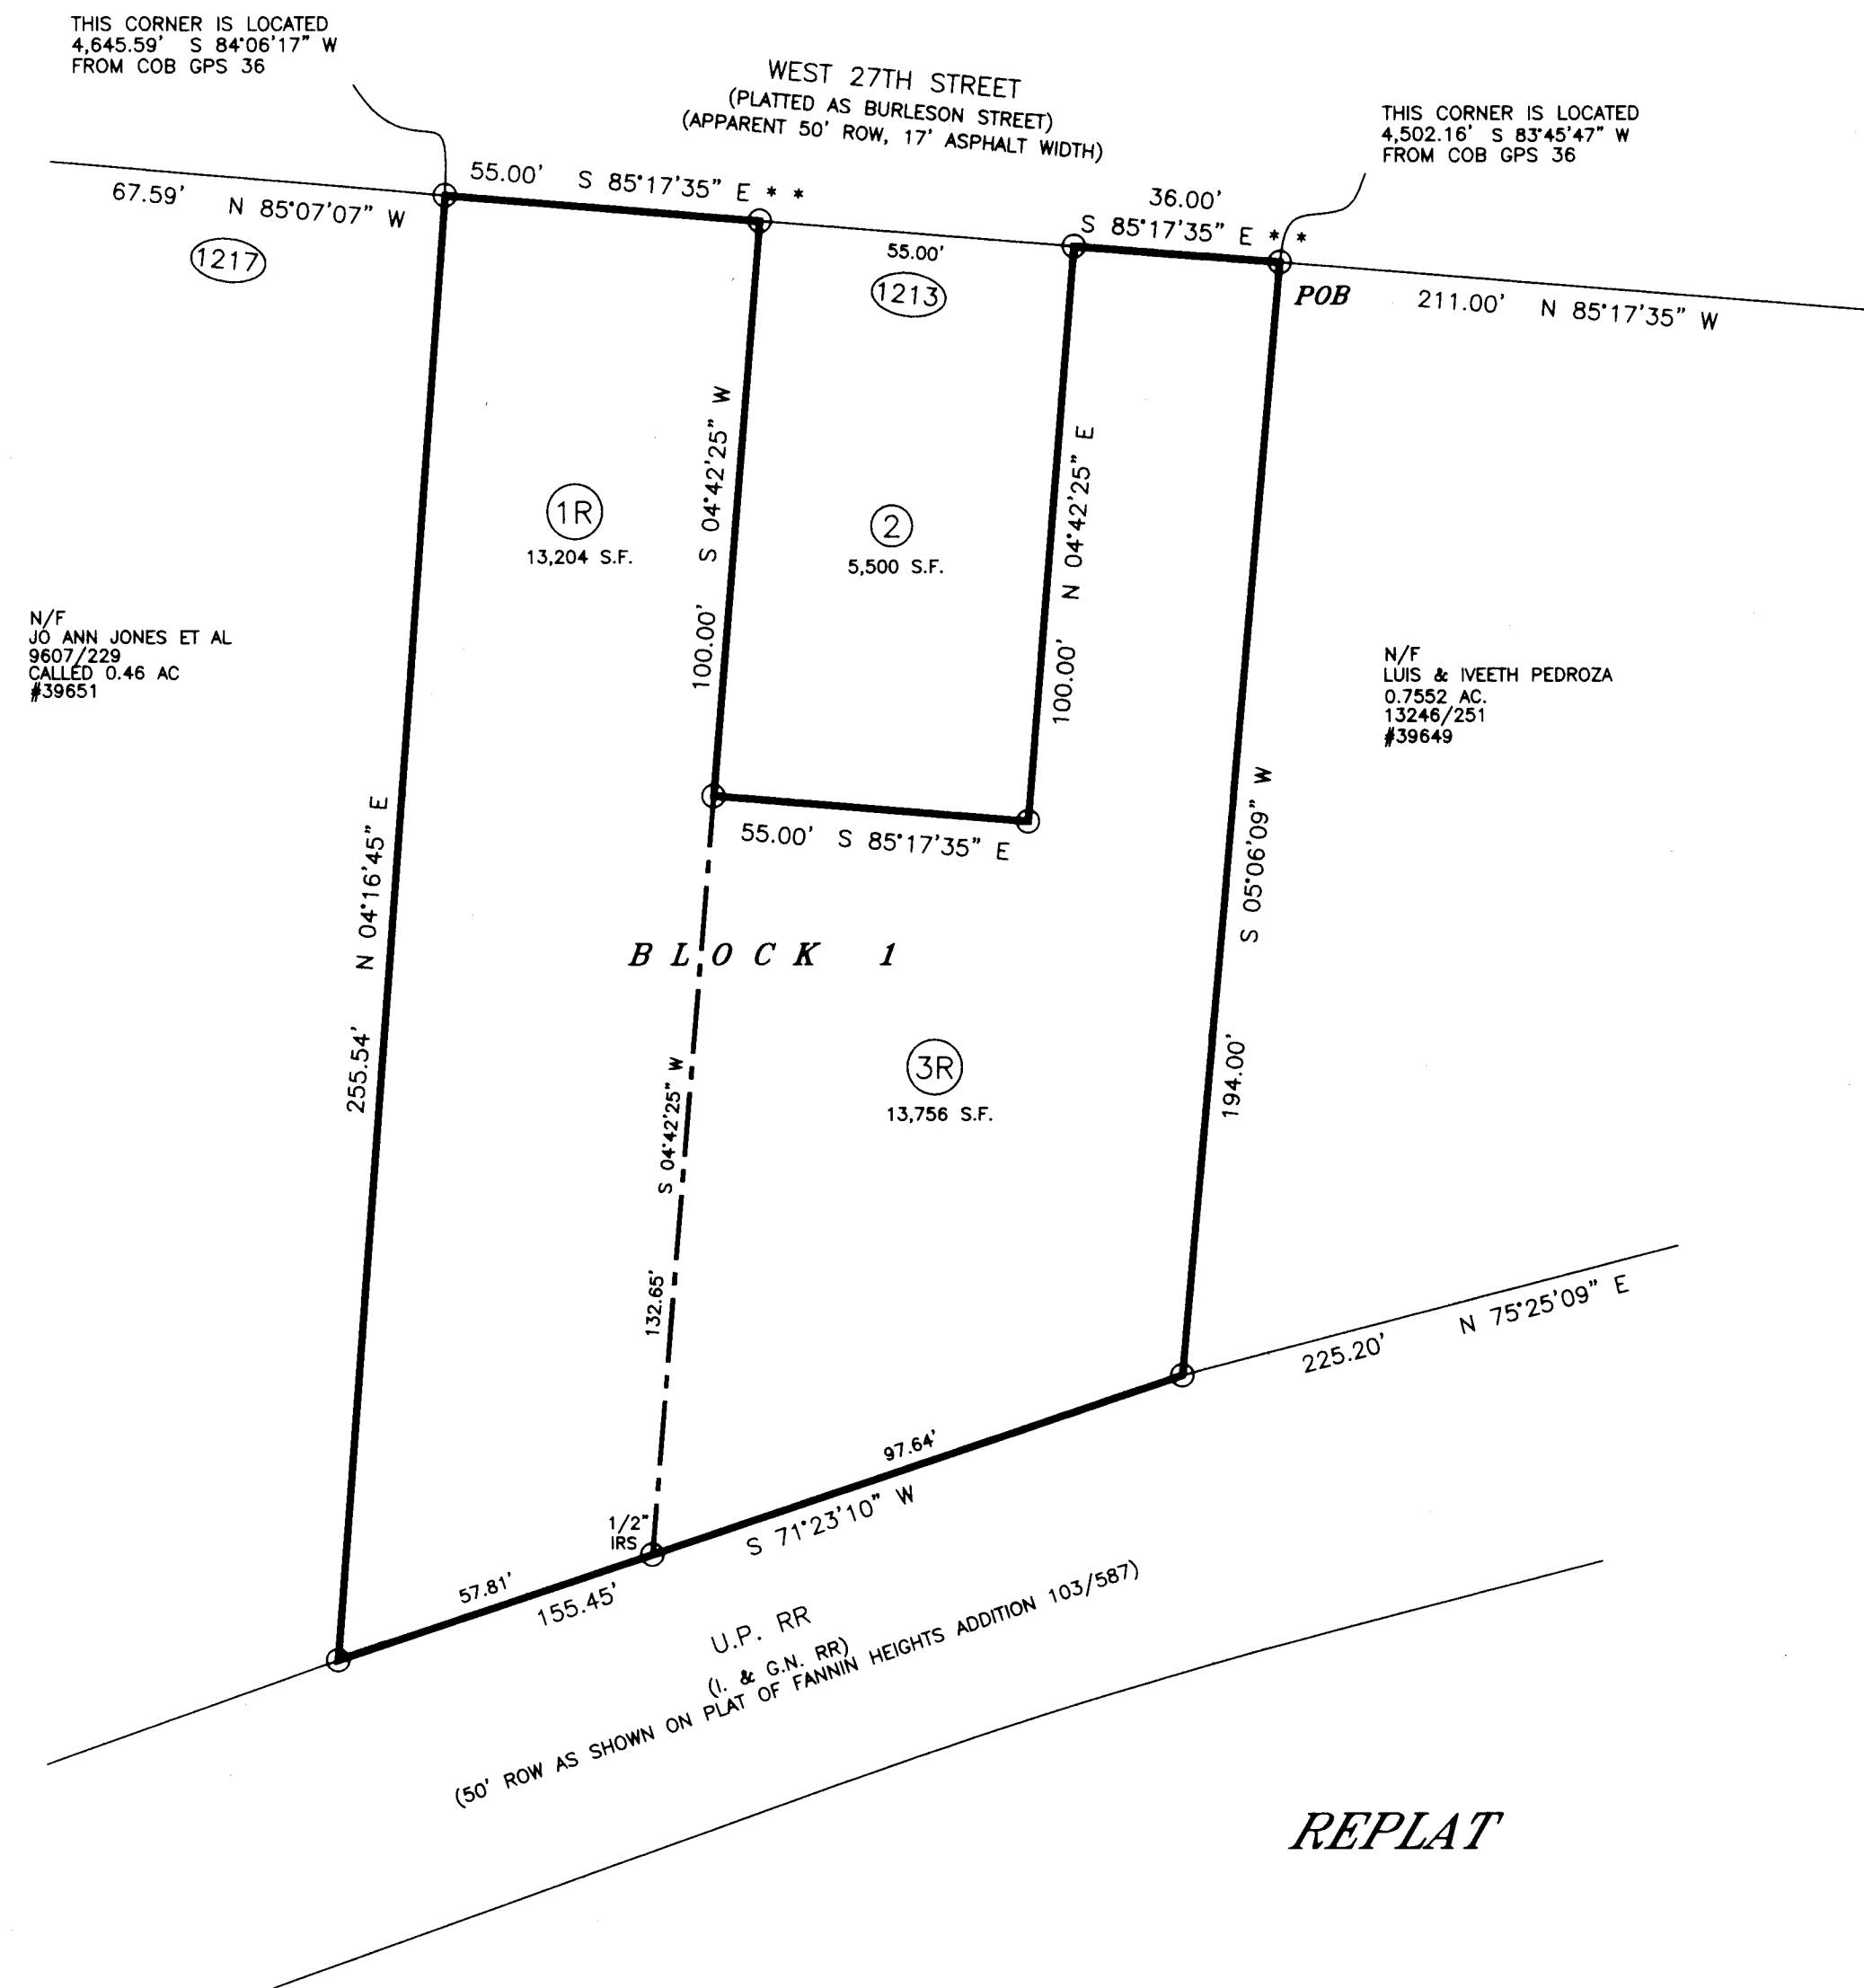 THIS CORNER IS LOCATED
4,645.59' S 84°06'17" W
FROM COB GPS 36
WEST 27TH STREET
(PLATTED AS BURLESON STREET)
(APPARENT 50' ROW, 17' ASPHALT WIDTH)
THIS CORNER IS LOCATED
4,502.16' S 83°45'47" W
FROM COB GPS 36
67.59' N 85°07'07" W
55.00' S 85°17'35" E * *
55.00'
36.00'
S 85°17'35" E * *
POB
211.00' N 85°17'35" W
1217
1213
100.00' S 04°42'25" W
100.00' N 04°42'25" E
1R
13,204 S.F.
2
5,500 S.F.
N/F
JO ANN JONES ET AL
9607/229
CALLED 0.46 AC
#39651
N/F
LUIS & IVEETH PEDROZA
0.7552 AC.
13246/251
#39649
55.00' S 85°17'35" E
255.54' N 04°16'45" E
194.00' S 05°06'09" W
BLOCK 1
132.65' S 04°42'25" W
3R
13,756 S.F.
225.20' N 75°25'09" E
97.64'
S 71°23'10" W
1/2"
IRS
57.81'
155.45'
U.P. RR
(I. & G.N. RR)
(50' ROW AS SHOWN ON PLAT OF FANNIN HEIGHTS ADDITION 103/587)
REPLAT